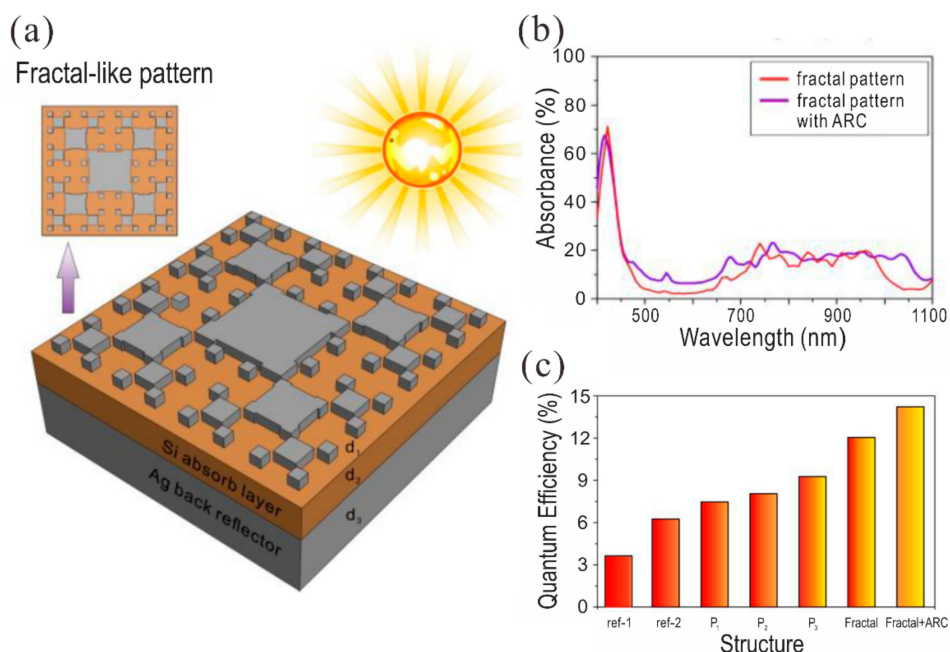 (a)
Fractal-like pattern
d₁
Si absorb layer
d₂
Ag back reflector
d₃
(b)
100
80
60
40
20
0
Absorbance (%)
fractal pattern
fractal pattern
with ARC
500
700
900
1100
Wavelength (nm)
(c)
15
12
9
6
3
0
Quantum Efficiency (%)
ref-1
ref-2
P₁
P₂
P₃
Fractal
Fractal+ARC
Structure